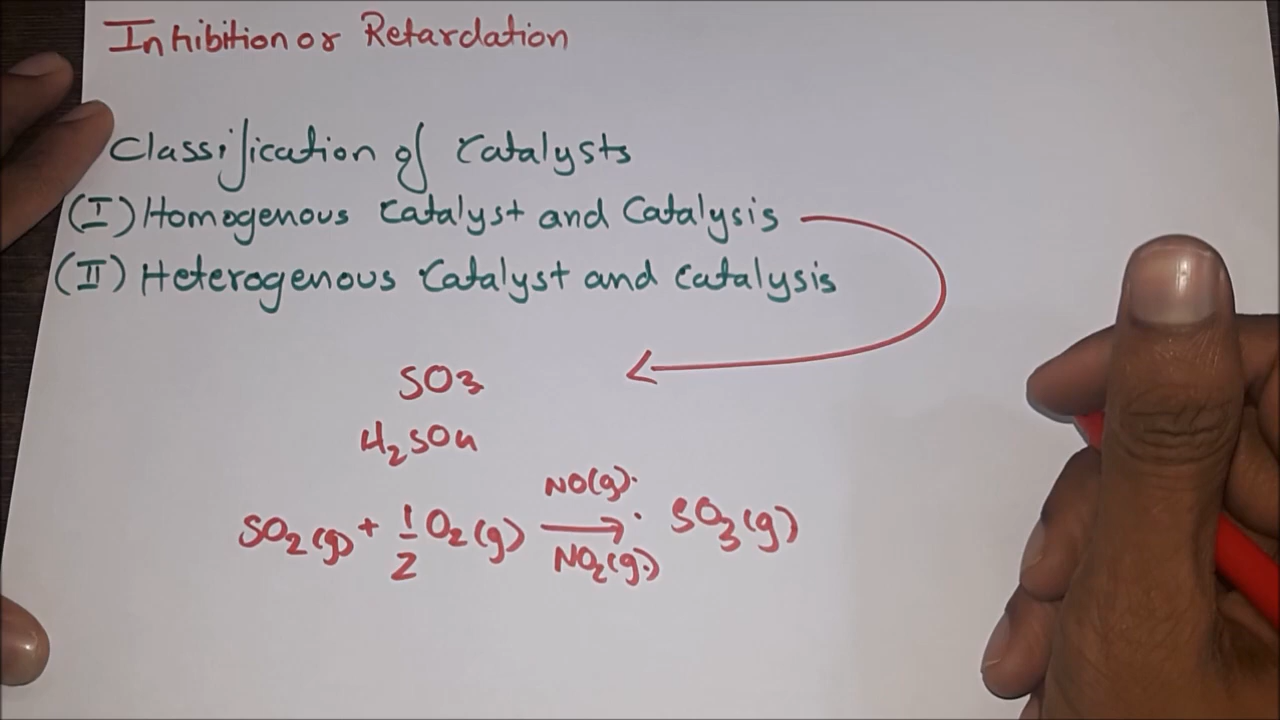 Inhibition or Retardation
Classification of Catalysts
(I) Homogenous Catalyst and Catalysis
(II) Heterogenous Catalyst and Catalysis
SO3
H2SO4
SO2(g) + 1/2 O2(g) NO(g) → NO2(g) SO3(g)